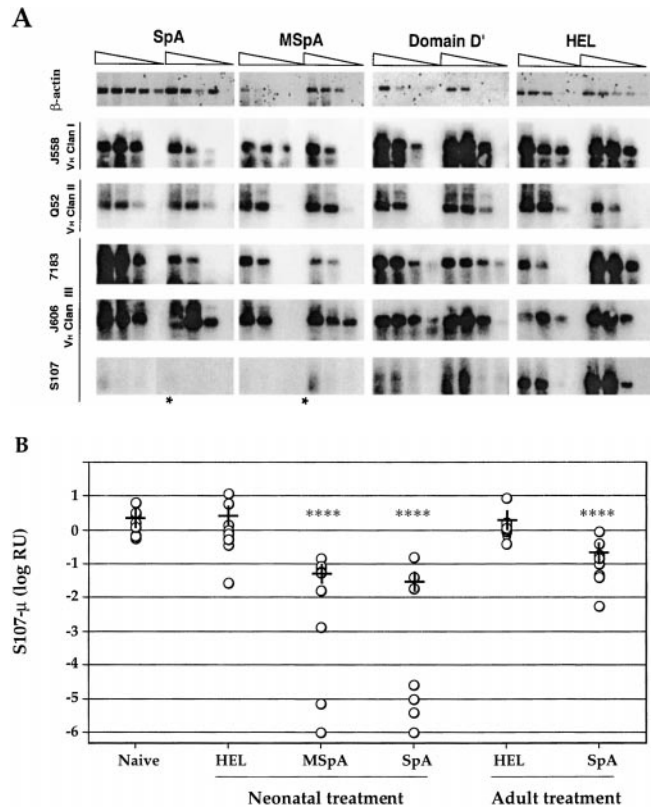 A
SpA MSpA Domain D' HEL
β-actin
J558
VH Clan I
Q52
VH Clan II
7183
J606
S107
VH Clan III
* *
B
S107-μ (log RU)
1
0
-1
-2
-3
-4
-5
-6
**** **** ****
Naive HEL MSpA SpA HEL SpA
Neonatal treatment Adult treatment